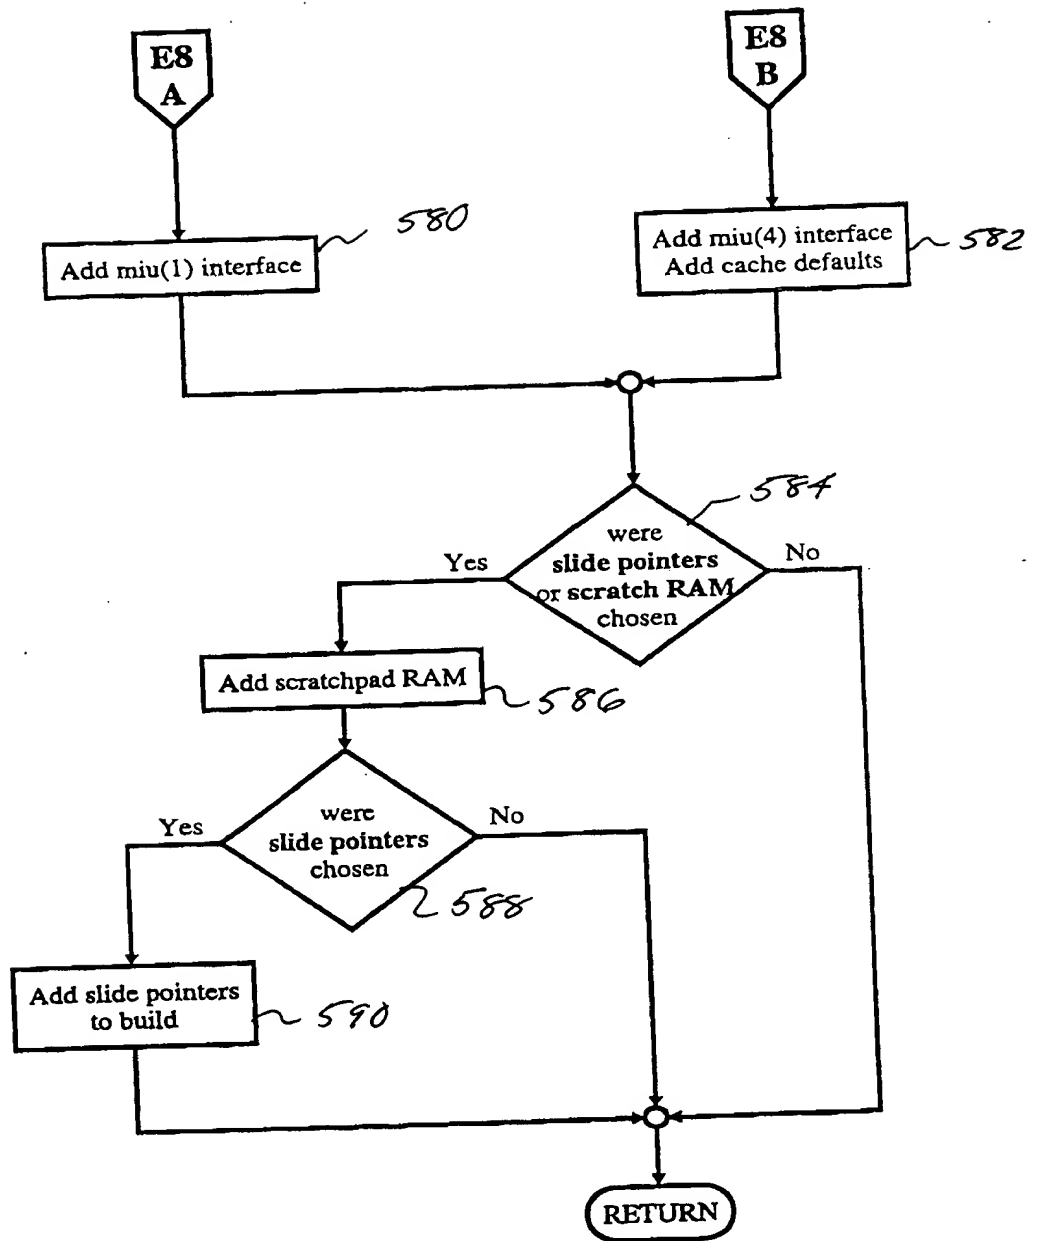 E8
A
E8
B
580
Add miu(1) interface
Add miu(4) interface
Add cache defaults
582
584
were
slide pointers
or scratch RAM
chosen
Yes
No
Add scratchpad RAM
586
were
slide pointers
chosen
Yes
No
588
Add slide pointers
to build
590
RETURN